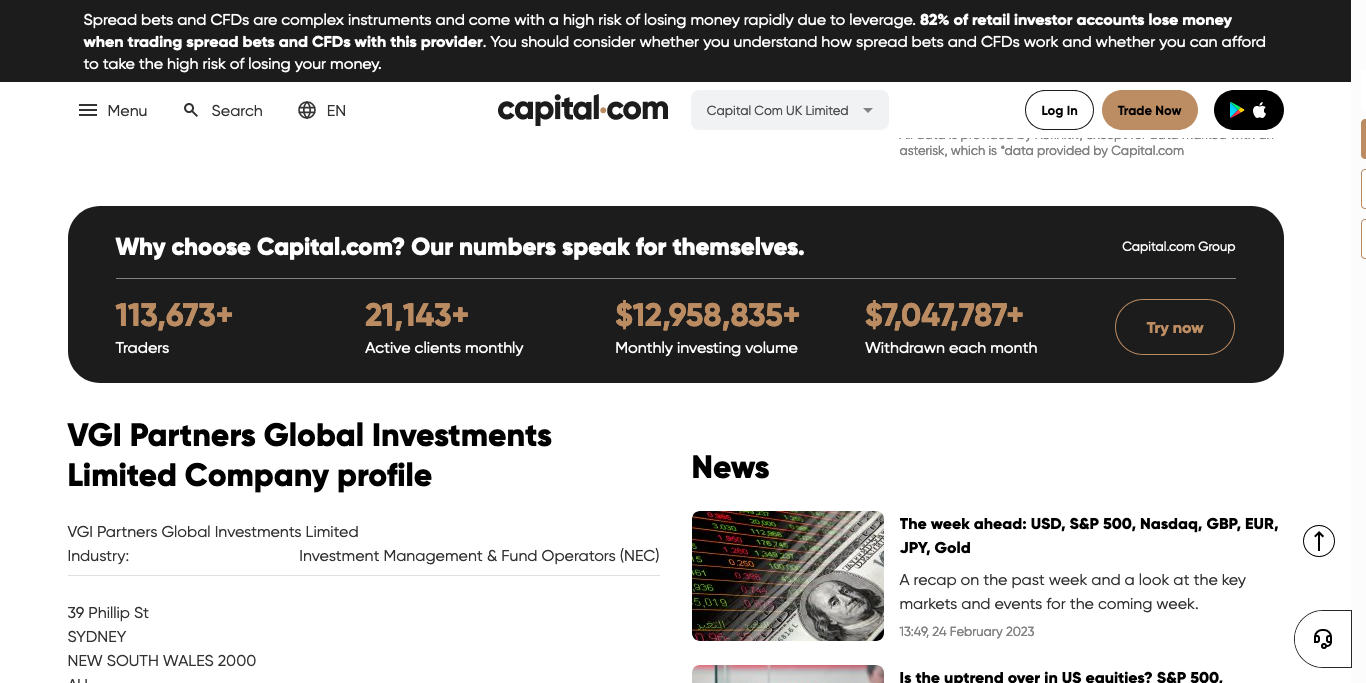 Spread bets and CFDs are complex instruments and come with a high risk of losing money rapidly due to leverage. 82% of retail investor accounts lose money
when trading spread bets and CFDs with this provider. You should consider whether you understand how spread bets and CFDs work and whether you can afford
to take the high risk of losing your money.
Menu
Search
EN
capital.com
Capital Com UK Limited
Log In
Trade Now
asterisk, which is *data provided by Capital.com
Why choose Capital.com? Our numbers speak for themselves.
Capital.com Group
113,673+
Traders
21,143+
Active clients monthly
$12,958,835+
Monthly investing volume
$7,047,787+
Withdrawn each month
Try now
VGI Partners Global Investments
Limited Company profile
VGI Partners Global Investments Limited
Industry: Investment Management & Fund Operators (NEC)
39 Phillip St
SYDNEY
NEW SOUTH WALES 2000
News
The week ahead: USD, S&P 500, Nasdaq, GBP, EUR,
JPY, Gold
A recap on the past week and a look at the key
markets and events for the coming week.
13:49, 24 February 2023
Is the uptrend over in US equities? S&P 500,